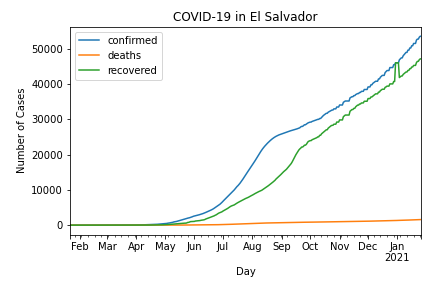 COVID-19 in El Salvador
confirmed
deaths
recovered
Number of Cases
50000
40000
30000
20000
10000
0
Feb Mar Apr May Jun Jul Aug Sep Oct Nov Dec Jan
2021
Day